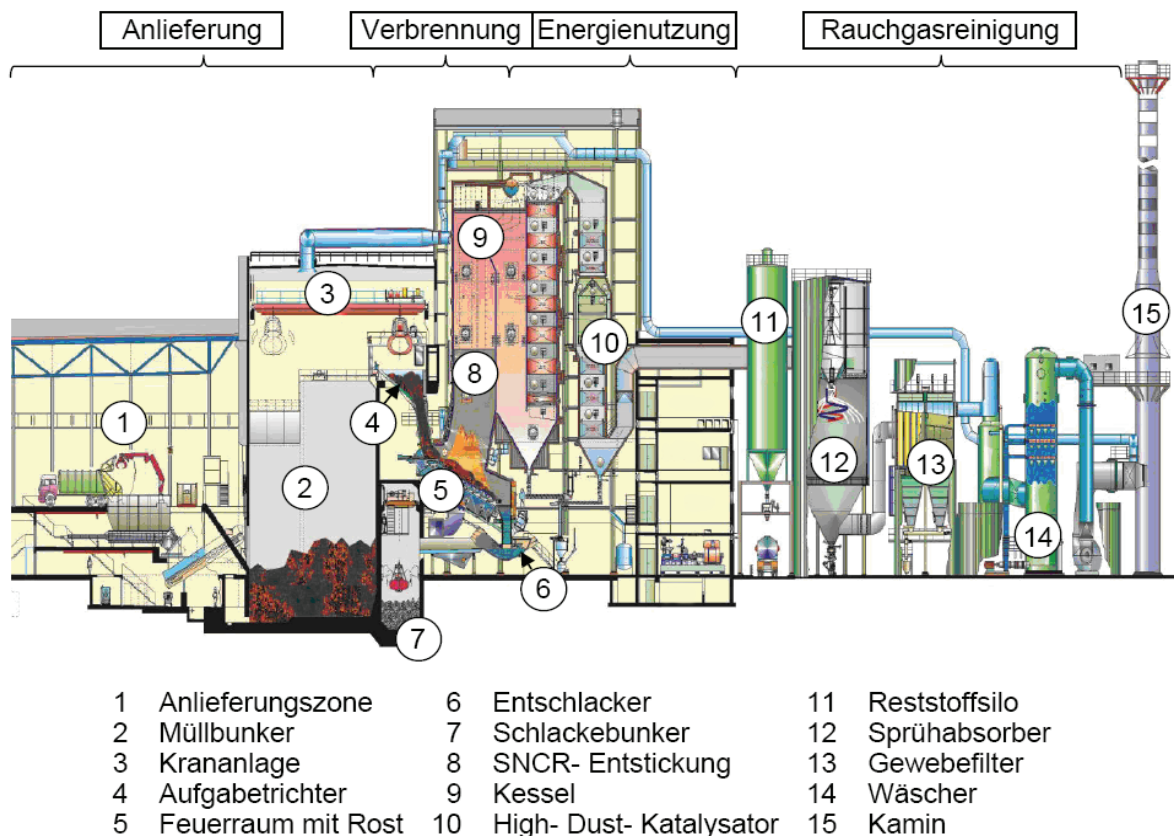 Anlieferung Verbrennung Energienutzung Rauchgasreinigung
9
3
11
10
15
8
4
1
12
13
5
2
14
6
7
1 Anlieferungszone 6 Entschlacker 11 Reststoffsilo
2 Müllbunker 7 Schlackebunker 12 Sprühabsorber
3 Krananlage 8 SNCR- Entstickung 13 Gewebefilter
4 Aufgabetrichter 9 Kessel 14 Wäscher
5 Feuerraum mit Rost 10 High- Dust- Katalysator 15 Kamin